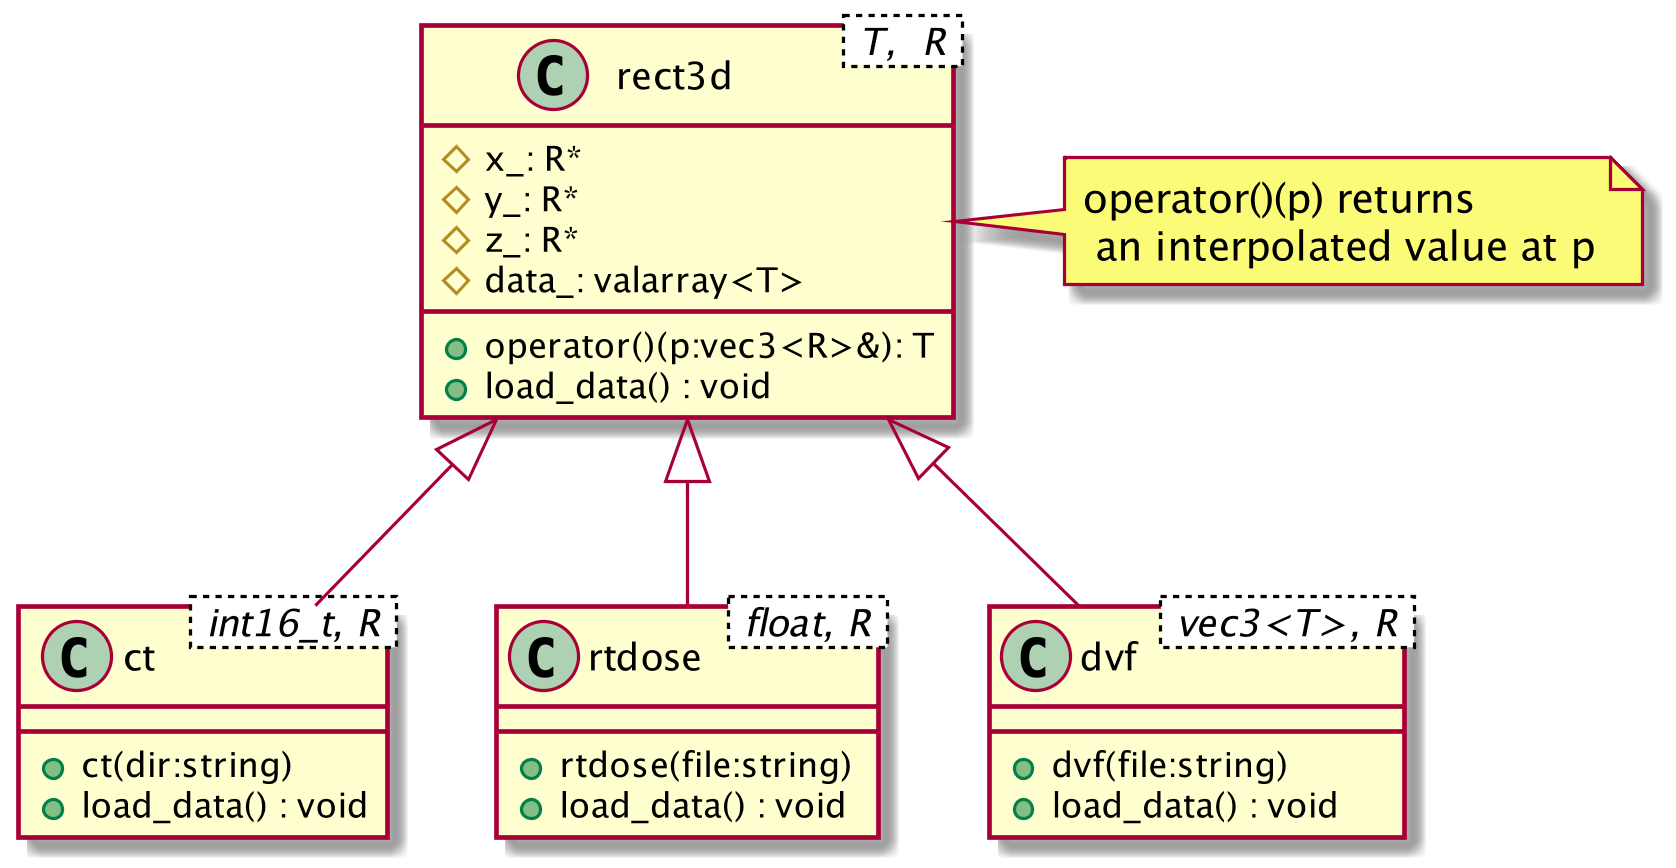 T,  R
C rect3d
x_: R*
y_: R*
z_: R*
data_: valarray<T>
operator()(p:vec3<R>&): T
load_data() : void
operator()(p) returns
an interpolated value at p
int16_t, R
C ct
ct(dir:string)
load_data() : void
float, R
C rtdose
rtdose(file:string)
load_data() : void
vec3<T>, R
C dvf
dvf(file:string)
load_data() : void